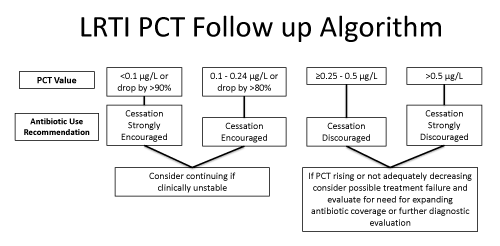 LRTI PCT Follow up Algorithm
PCT Value
<0.1 µg/L or
drop by >90%
0.1 - 0.24 µg/L or
drop by >80%
≥0.25 - 0.5 µg/L
>0.5 µg/L
Antibiotic Use
Recommendation
Cessation
Strongly
Encouraged
Cessation
Encouraged
Cessation
Discouraged
Cessation
Strongly
Discouraged
Consider continuing if
clinically unstable
If PCT rising or not adequately decreasing
consider possible treatment failure and
evaluate for need for expanding
antibiotic coverage or further diagnostic
evaluation